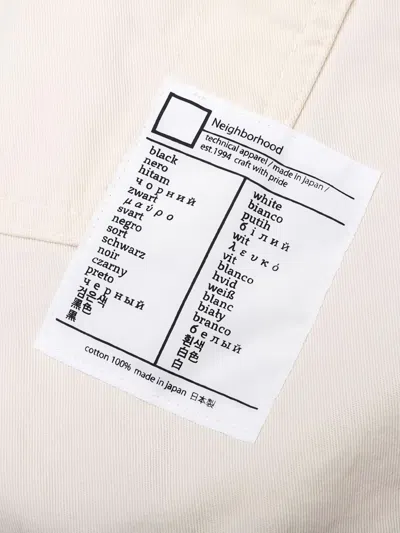 Neighborhood
technical apparel / made in japan /
est.1994 craft with pride
black
nero
hitam
чорний
zwart
μαύρο
svart
negro
sort
schwarz
noir
czarny
preto
черный
검은색
黒色
黒
white
bianco
putih
білий
wit
λευκό
vit
blanco
hvid
weiß
blanc
biały
branco
белый
흰색
白色
白
cotton 100% made in japan 日本製